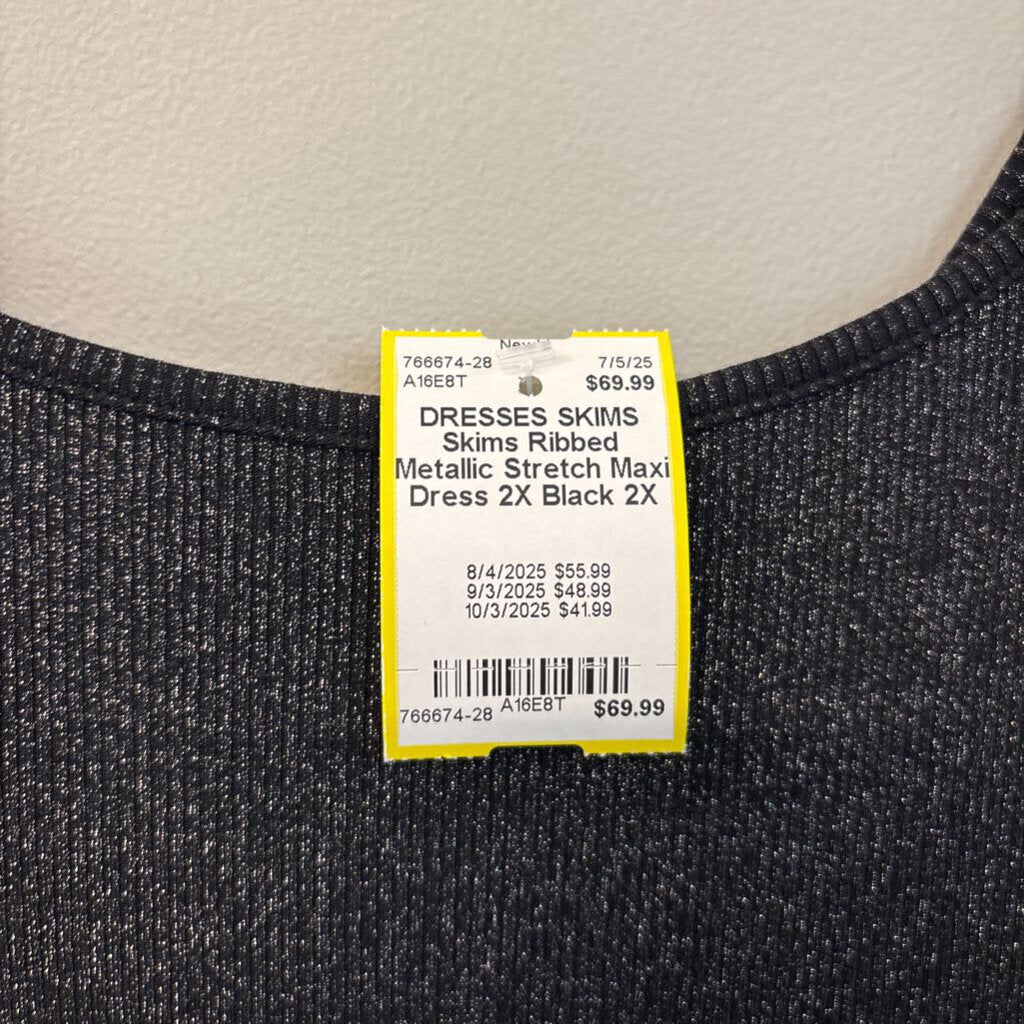 766674-28 7/5/25
A16E8T $69.99
DRESSES SKIMS
Skims Ribbed
Metallic Stretch Maxi
Dress 2X Black 2X
8/4/2025 $55.99
9/3/2025 $48.99
10/3/2025 $41.99
766674-28 A16E8T $69.99